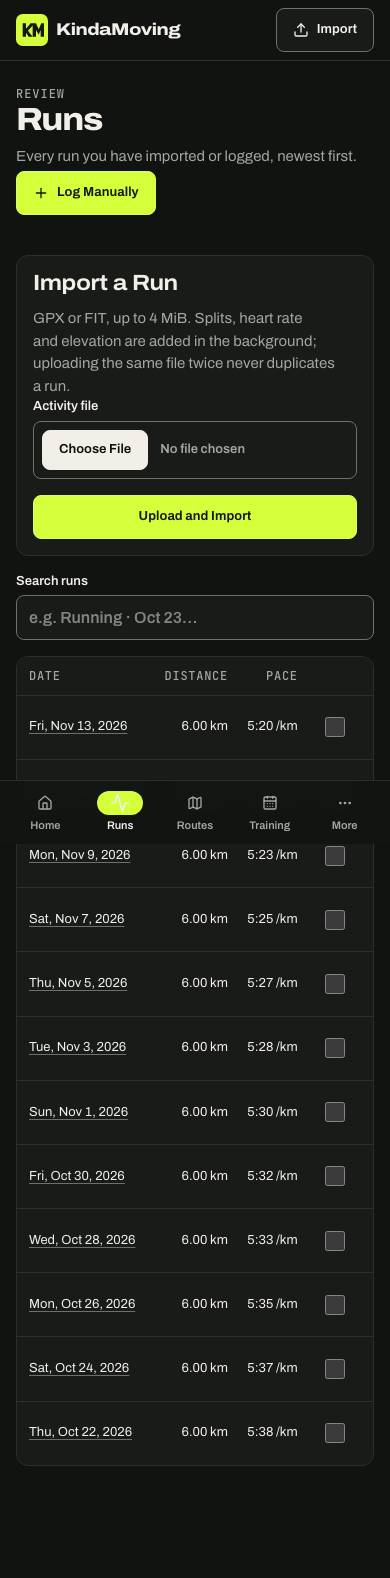 KM KindaMoving
Import
REVIEW
Runs
Every run you have imported or logged, newest first.
+ Log Manually
Import a Run
GPX or FIT, up to 4 MiB. Splits, heart rate
and elevation are added in the background;
uploading the same file twice never duplicates
a run.
Activity file
Choose File No file chosen
Upload and Import
Search runs
e.g. Running · Oct 23…
DATE DISTANCE PACE
Fri, Nov 13, 2026 6.00 km 5:20 /km
Home Runs Routes Training More
Mon, Nov 9, 2026 6.00 km 5:23 /km
Sat, Nov 7, 2026 6.00 km 5:25 /km
Thu, Nov 5, 2026 6.00 km 5:27 /km
Tue, Nov 3, 2026 6.00 km 5:28 /km
Sun, Nov 1, 2026 6.00 km 5:30 /km
Fri, Oct 30, 2026 6.00 km 5:32 /km
Wed, Oct 28, 2026 6.00 km 5:33 /km
Mon, Oct 26, 2026 6.00 km 5:35 /km
Sat, Oct 24, 2026 6.00 km 5:37 /km
Thu, Oct 22, 2026 6.00 km 5:38 /km